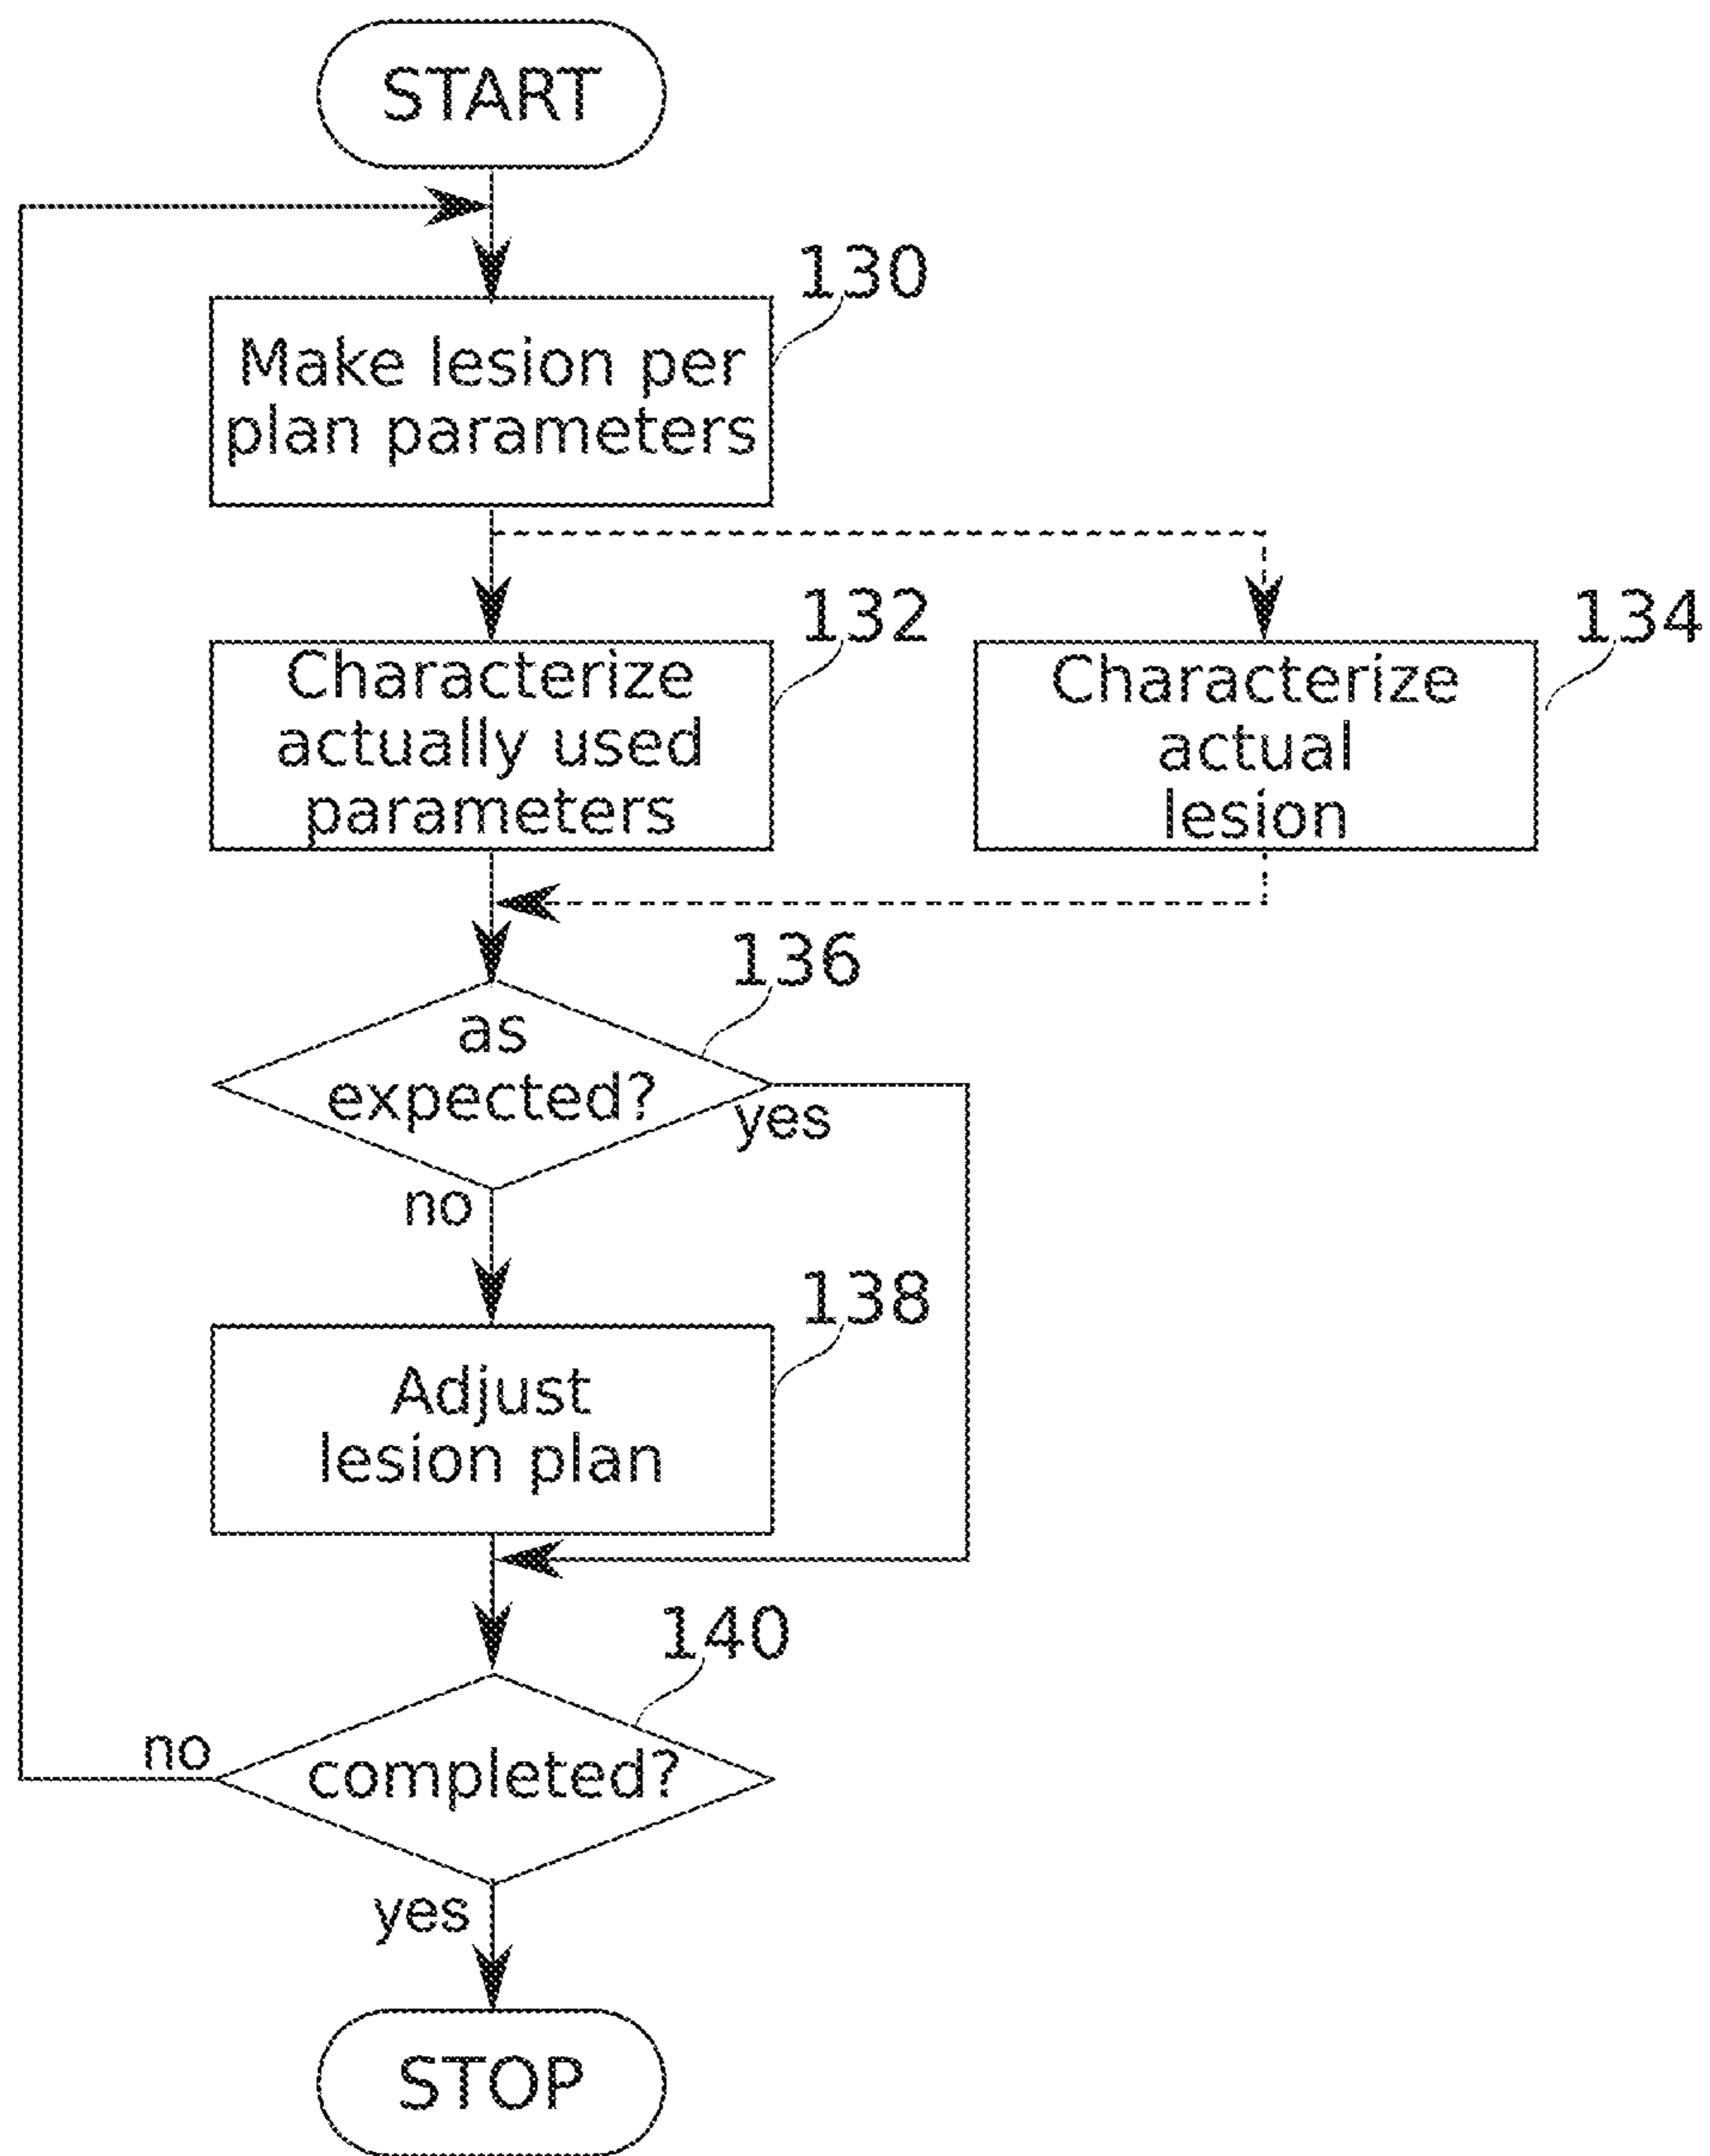 START
130
Make lesion per
plan parameters
132
Characterize
actually used
parameters
134
Characterize
actual
lesion
136
as
expected?
yes
no
138
Adjust
lesion plan
140
completed?
no
yes
STOP